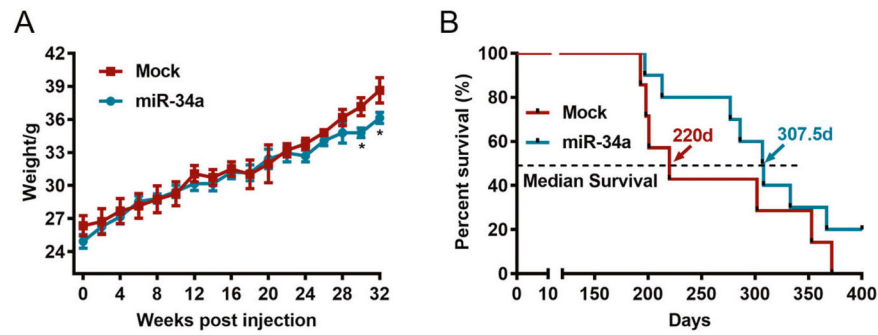 A
Weight/g
42
39
36
33
30
27
24
Mock
miR-34a
*
*
0 4 8 12 16 20 24 28 32
Weeks post injection
B
Percent survival (%)
100
80
60
40
20
0
Mock
miR-34a
220d
307.5d
Median Survival
0 10 150 200 250 300 350 400
Days